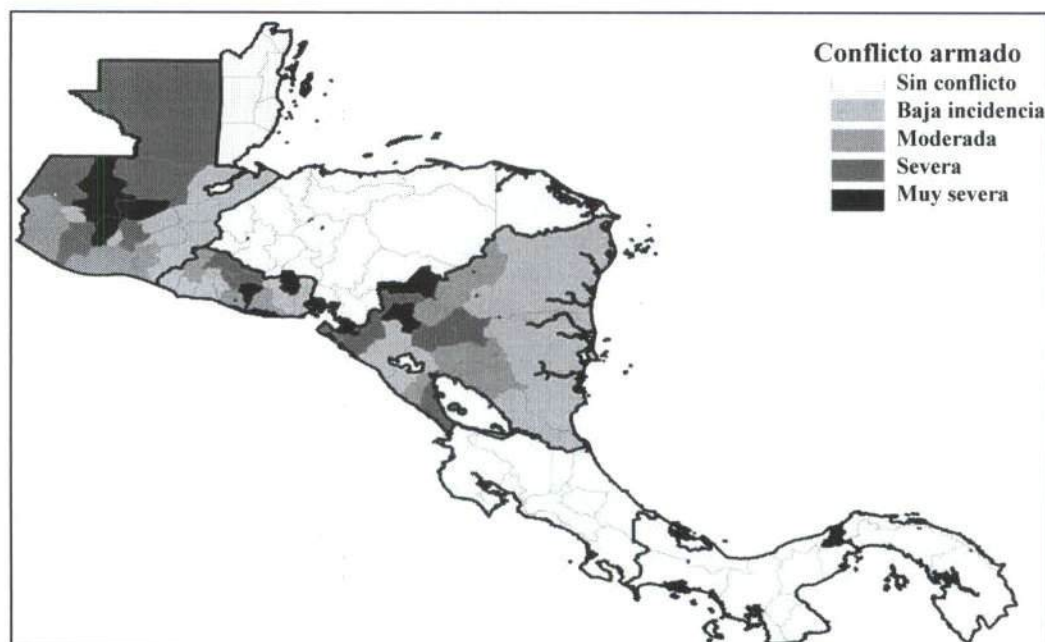 Conflicto armado
Sin conflicto
Baja incidencia
Moderada
Severa
Muy severa